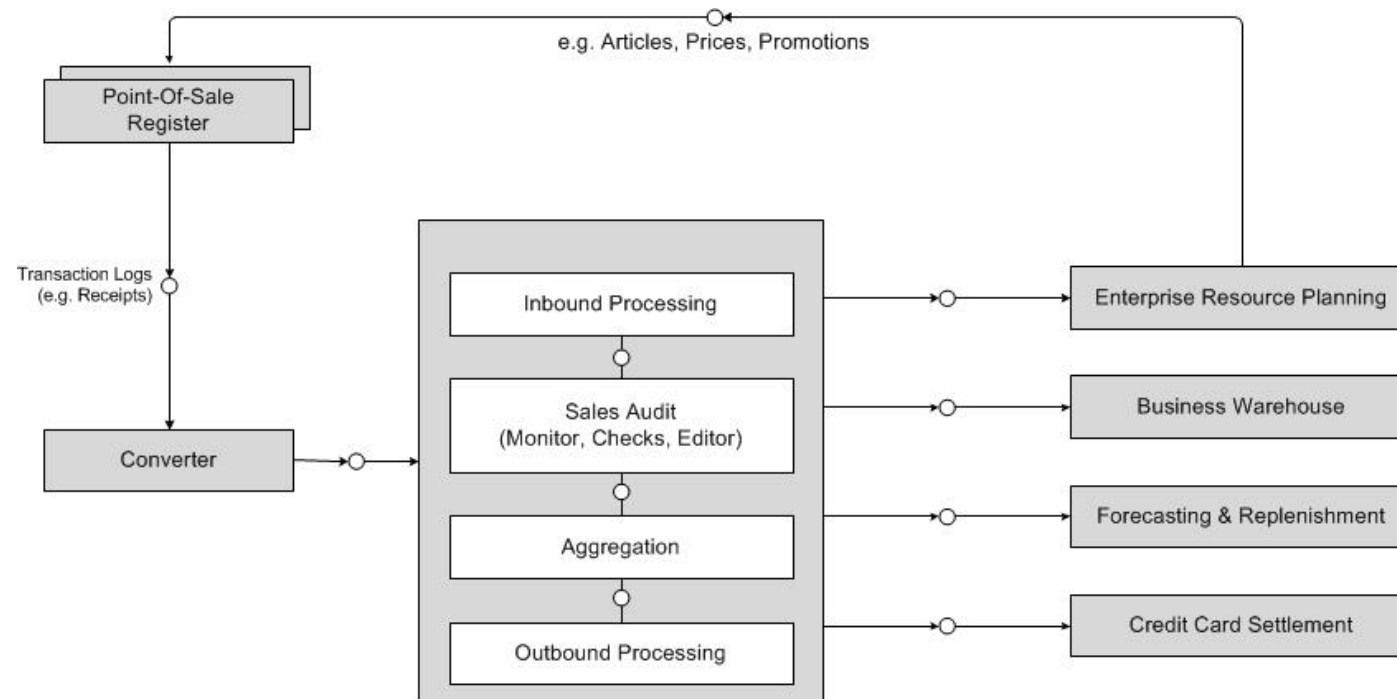 e.g. Articles, Prices, Promotions
Point-Of-Sale
Register
Transaction Logs
(e.g. Receipts)
Converter
Inbound Processing
Sales Audit
(Monitor, Checks, Editor)
Aggregation
Outbound Processing
Enterprise Resource Planning
Business Warehouse
Forecasting & Replenishment
Credit Card Settlement